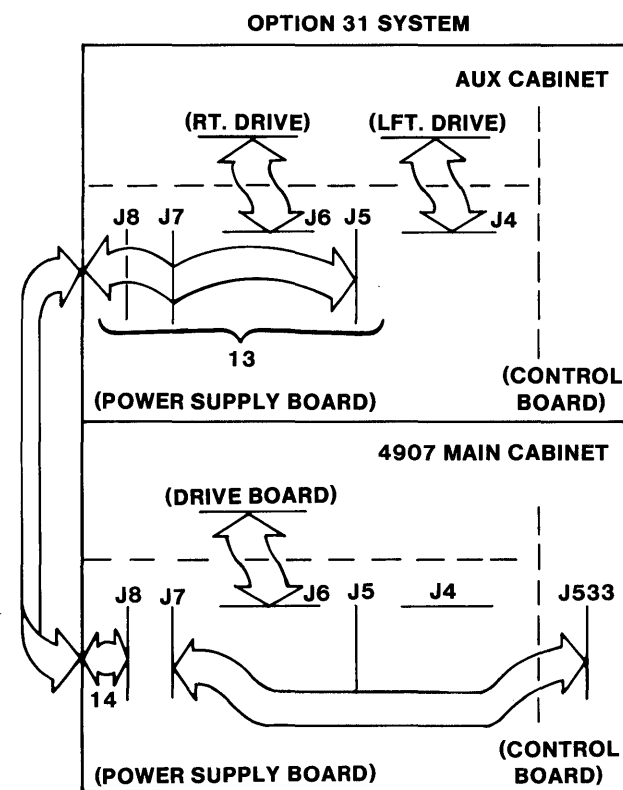 OPTION 31 SYSTEM
AUX CABINET
(RT. DRIVE) (LFT. DRIVE)
J8 J7 J6 J5 J4
13
(POWER SUPPLY BOARD)
(CONTROL
BOARD)
4907 MAIN CABINET
(DRIVE BOARD)
J8 J7 J6 J5 J4 J533
14
(POWER SUPPLY BOARD)
(CONTROL
BOARD)